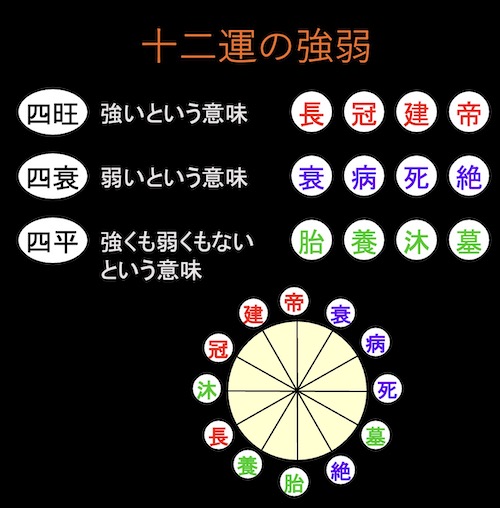 十二運の強弱
四旺 強いという意味 長 冠 建 帝
四衰 弱いという意味 衰 病 死 絶
四平 強くも弱くもない 胎 養 沐 墓
という意味
帝
建 衰
冠 病
沐 死
長 墓
養 絶
胎